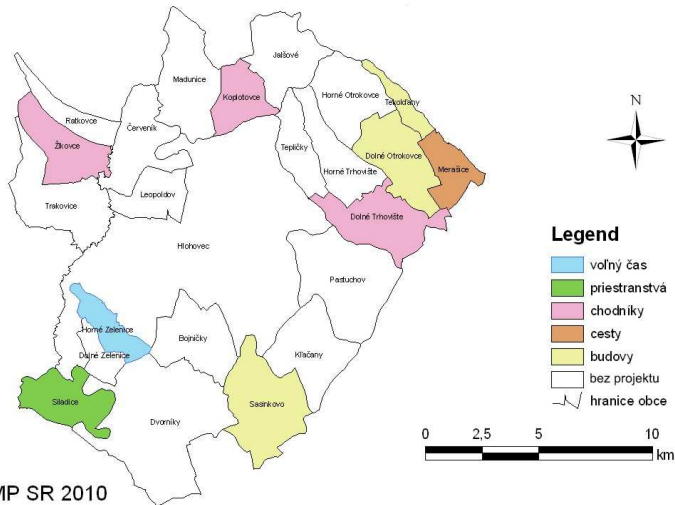 Jalšové
Madunice
Koplotovce
Horné Otrokovce
Tekolďany
Ratkovce
Červeník
Žlkovce
Tepličky
Dolné Otrokovce
Merašice
Horné Trhovište
Leopoldov
Trakovice
Dolné Trhovište
Hlohovec
Pastuchov
Horné Zelenice
Bojničky
Dolné Zelenice
Kľačany
Siladice
Sasinkovo
Dvorníky
N
Legend
voľný čas
priestranstvá
chodníky
cesty
budovy
bez projektu
hranice obce
0 2,5 5 10
km
MP SR 2010